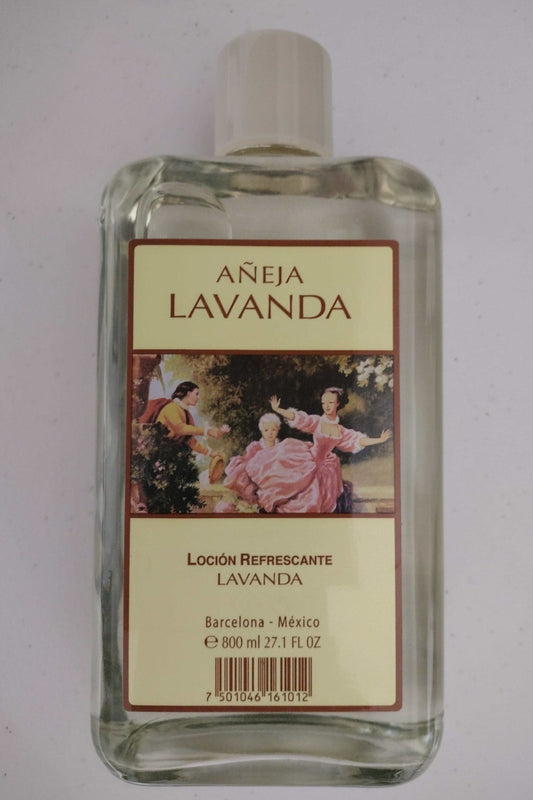 AÑEJA
LAVANDA
LOCIÓN REFRESCANTE
LAVANDA
Barcelona - México
℮ 800 ml 27.1 FL OZ
7 501046 161012